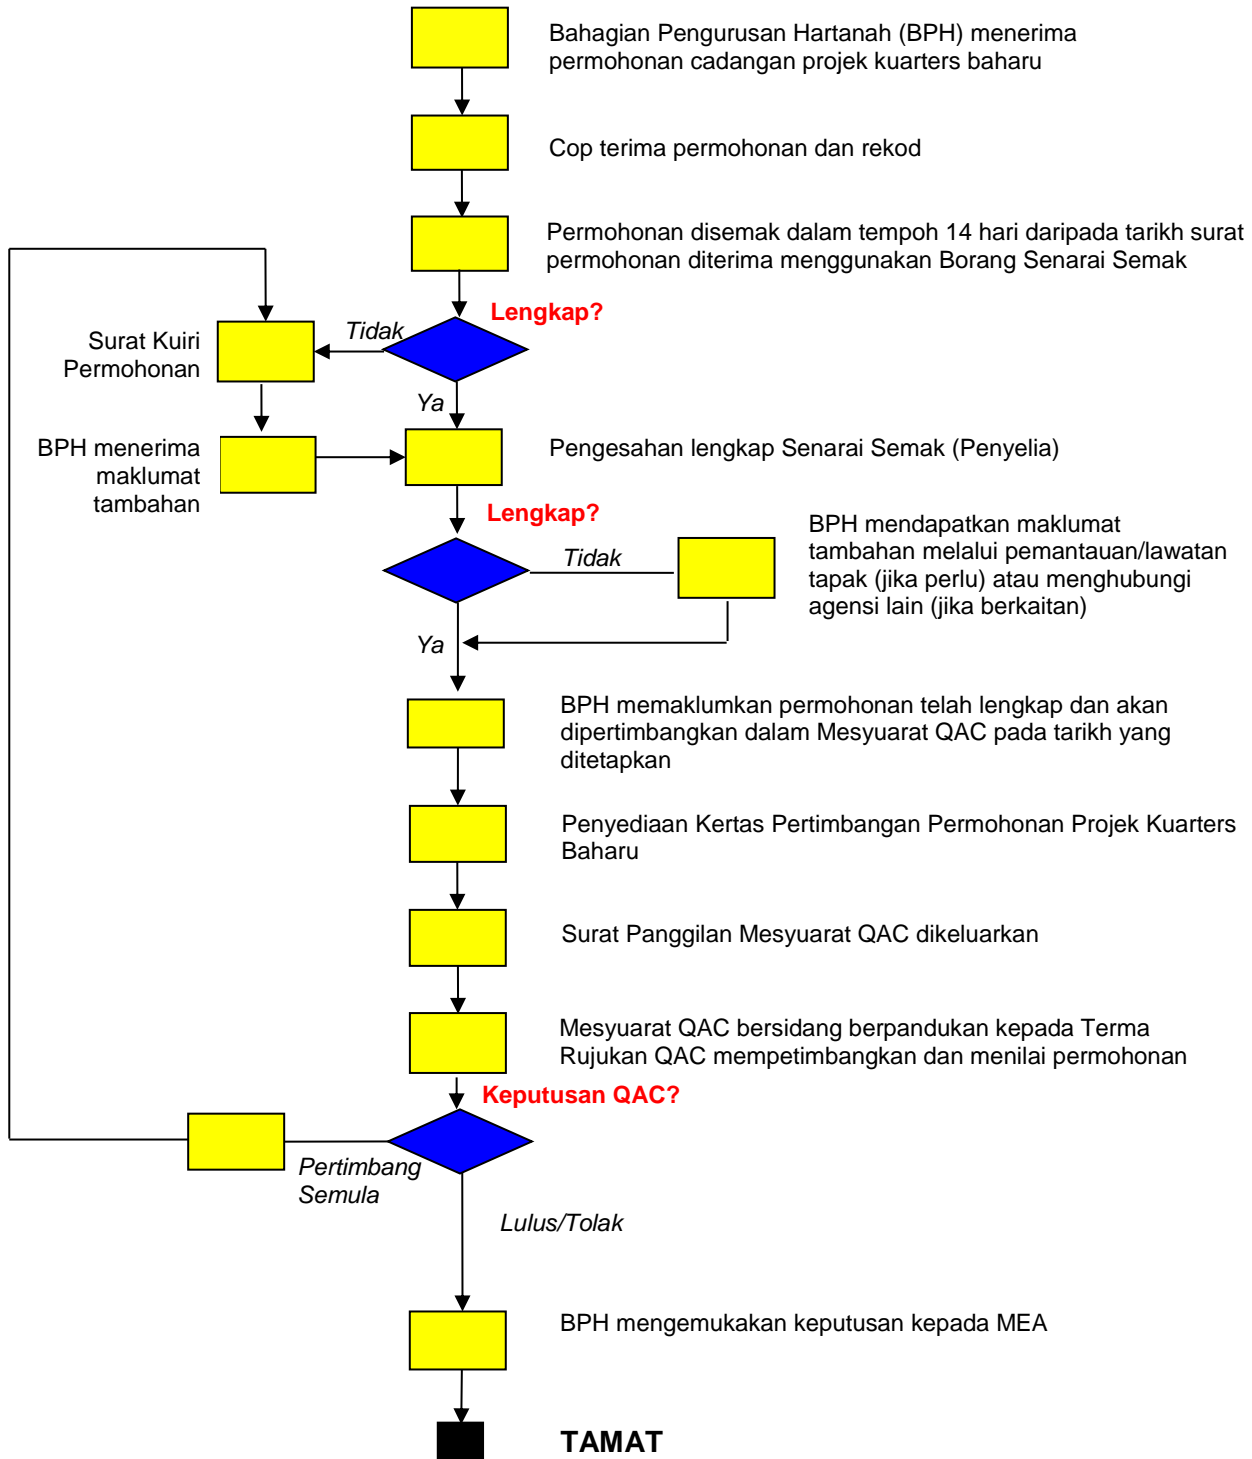 Bahagian Pengurusan Hartanah (BPH) menerima
permohonan cadangan projek kuarters baharu
Cop terima permohonan dan rekod
Permohonan disemak dalam tempoh 14 hari daripada tarikh surat
permohonan diterima menggunakan Borang Senarai Semak
Lengkap?
Tidak
Surat Kuiri
Permohonan
Ya
BPH menerima
maklumat
tambahan
Pengesahan lengkap Senarai Semak (Penyelia)
Lengkap?
Tidak
BPH mendapatkan maklumat
tambahan melalui pemantauan/lawatan
tapak (jika perlu) atau menghubungi
agensi lain (jika berkaitan)
Ya
BPH memaklumkan permohonan telah lengkap dan akan
dipertimbangkan dalam Mesyuarat QAC pada tarikh yang
ditetapkan
Penyediaan Kertas Pertimbangan Permohonan Projek Kuarters
Baharu
Surat Panggilan Mesyuarat QAC dikeluarkan
Mesyuarat QAC bersidang berpandukan kepada Terma
Rujukan QAC mempetimbangkan dan menilai permohonan
Keputusan QAC?
Pertimbang
Semula
Lulus/Tolak
BPH mengemukakan keputusan kepada MEA
TAMAT